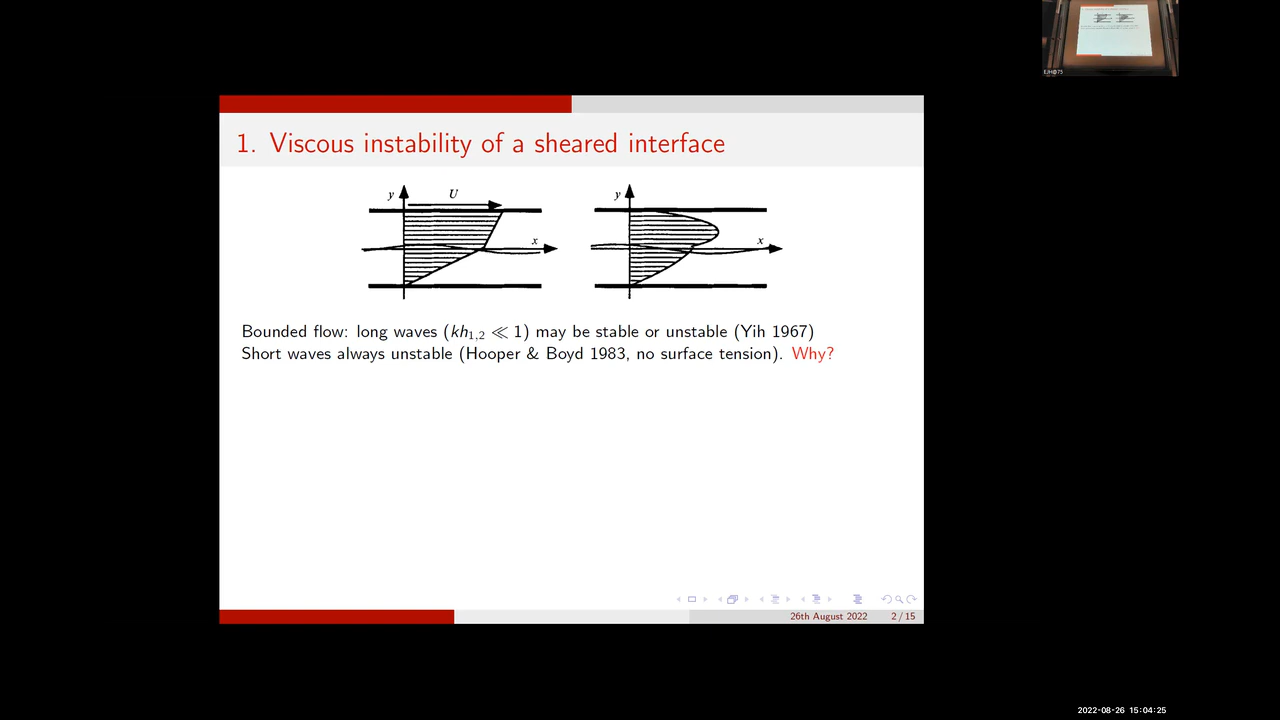 EJH@75
1. Viscous instability of a sheared interface
y U x
y x
Bounded flow: long waves (kh₁,₂ ≪ 1) may be stable or unstable (Yih 1967)
Short waves always unstable (Hooper & Boyd 1983, no surface tension). Why?
26th August 2022 2 / 15
2022-08-26 15:04:25